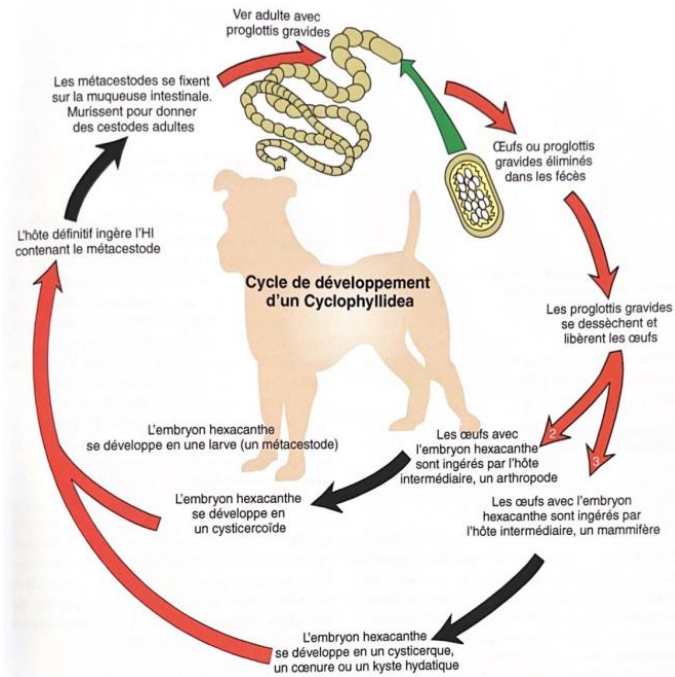 Ver adulte avec
proglottis gravides
Les métacestodes se fixent
sur la muqueuse intestinale.
Murissent pour donner
des cestodes adultes
Œufs ou proglottis
gravides éliminés
dans les fécès
L'hôte définitif ingère l'HI
contenant le métacestode
Cycle de développement
d'un Cyclophyllidea
Les proglottis gravides
se dessèchent et
libèrent les œufs
2
3
L'embryon hexacanthe
se développe en une larve (un métacestode)
Les œufs avec
l'embryon hexacanthe
sont ingérés par l'hôte
intermédiaire, un arthropode
L'embryon hexacanthe
se développe en
un cysticercoïde
Les œufs avec l'embryon
hexacanthe sont ingérés par
l'hôte intermédiaire, un mammifère
L'embryon hexacanthe
se développe en un cysticerque,
un cœnure ou un kyste hydatique